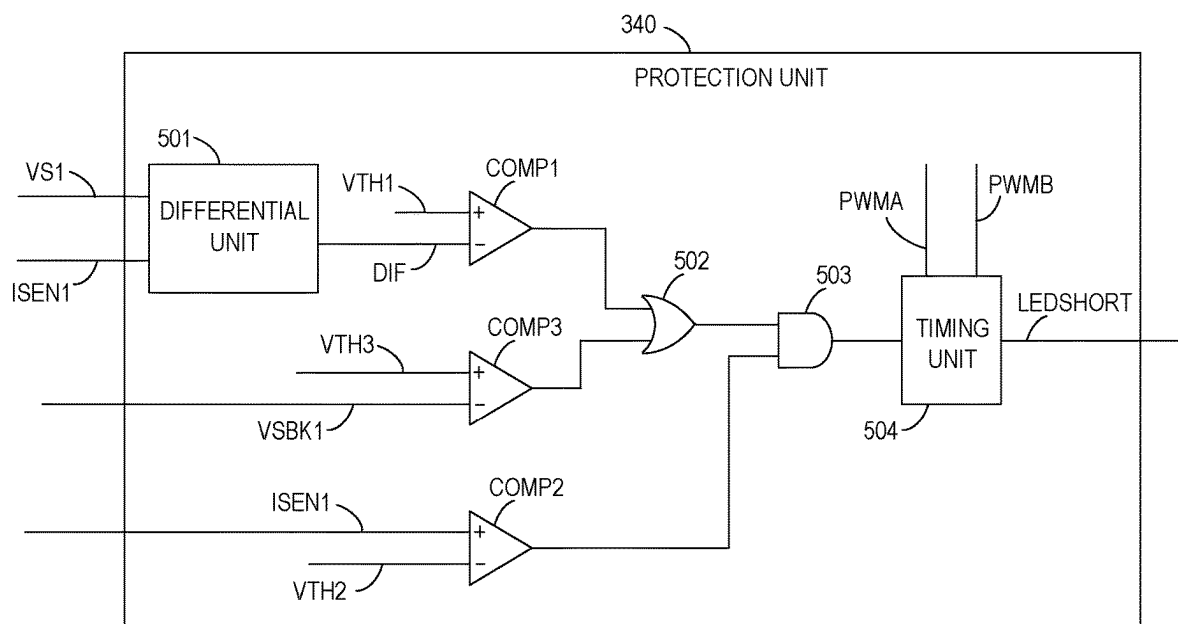 340
PROTECTION UNIT
501
VS1
DIFFERENTIAL
UNIT
ISEN1
VTH1
COMP1
+
−
DIF
502
503
PWMA
PWMB
LEDSHORT
TIMING
UNIT
504
VTH3
COMP3
+
−
VSBK1
ISEN1
COMP2
+
−
VTH2